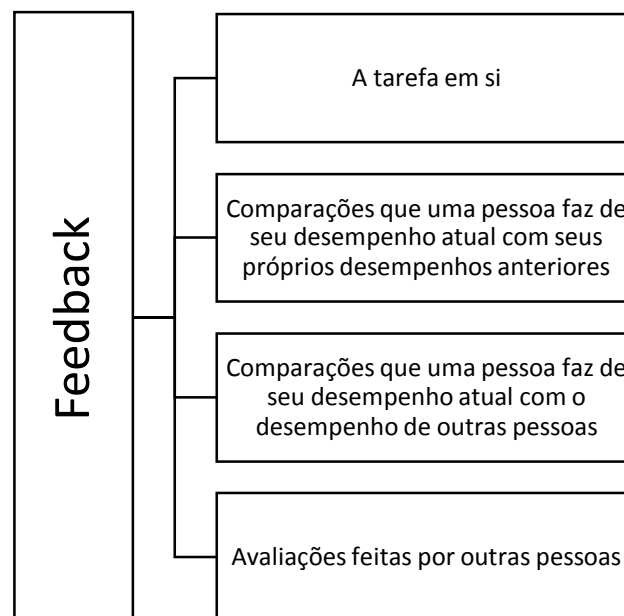 Feedback
A tarefa em si
Comparações que uma pessoa faz de
seu desempenho atual com seus
próprios desempenhos anteriores
Comparações que uma pessoa faz de
seu desempenho atual com o
desempenho de outras pessoas
Avaliações feitas por outras pessoas